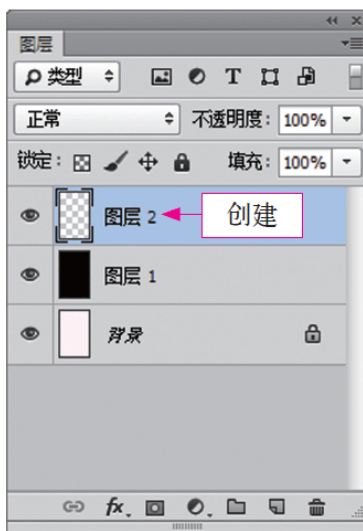 图层
类型
T
正常 不透明度: 100%
锁定: 填充: 100%
图层 2 创建
图层 1
背景
fx.